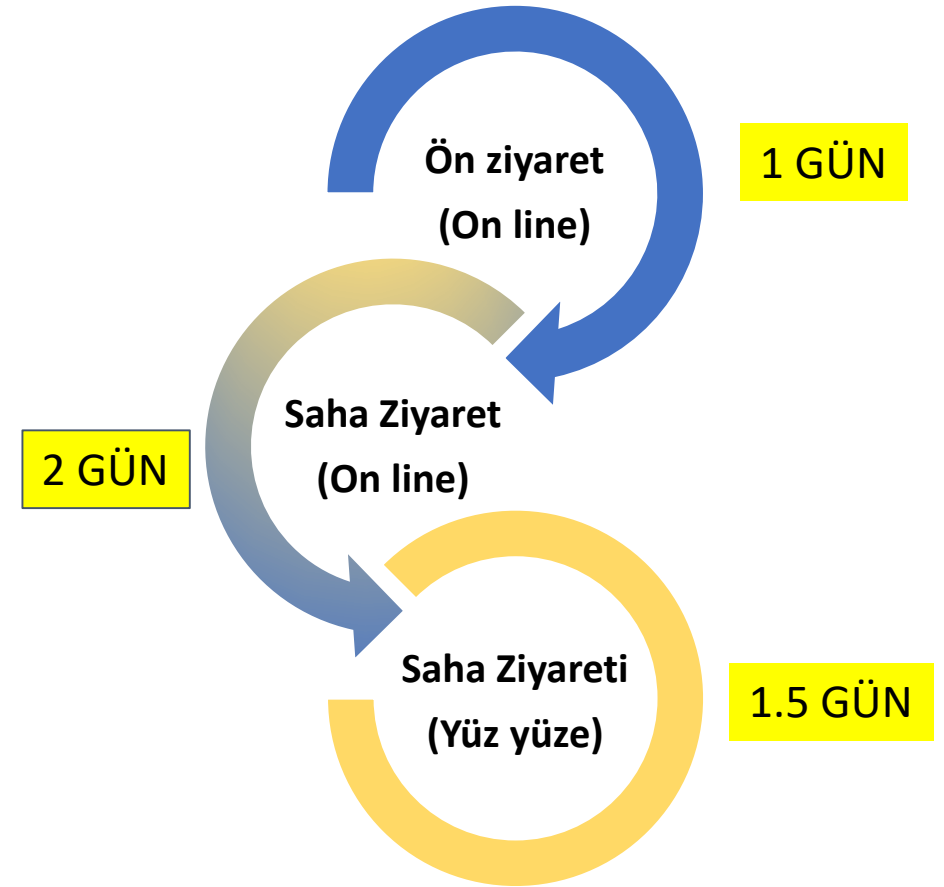 Ön ziyaret
(On line)
1 GÜN
Saha Ziyaret
(On line)
2 GÜN
Saha Ziyareti
(Yüz yüze)
1.5 GÜN